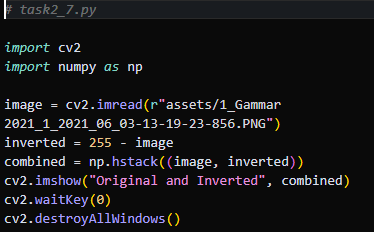 # task2_7.py
import cv2
import numpy as np
image = cv2.imread(r"assets/1_Gammar
2021_1_2021_06_03-13-19-23-856.PNG")
inverted = 255 - image
combined = np.hstack((image, inverted))
cv2.imshow("Original and Inverted", combined)
cv2.waitKey(0)
cv2.destroyAllWindows()